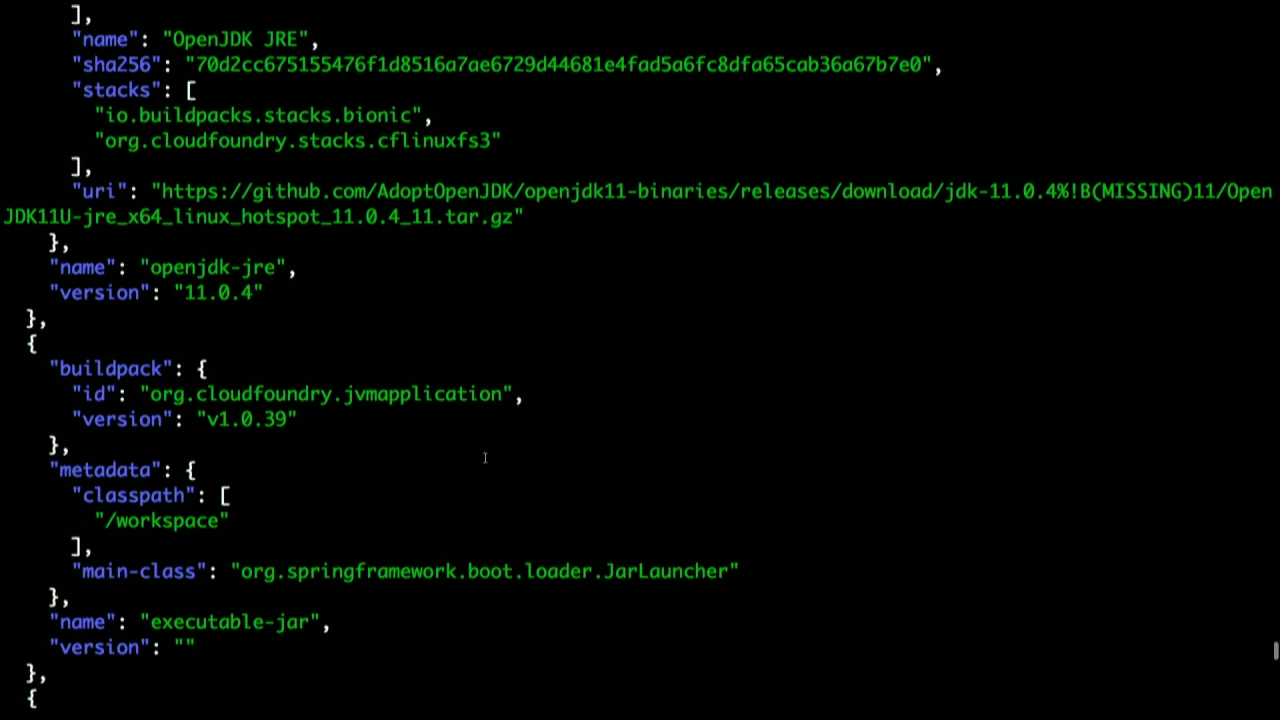 ],
"name": "OpenJDK JRE",
"sha256": "70d2cc675155476f1d8516a7ae6729d44681e4fad5a6fc8dfa65cab36a67b7e0",
"stacks": [
"io.buildpacks.stacks.bionic",
"org.cloudfoundry.stacks.cflinuxfs3"
],
"uri": "https://github.com/AdoptOpenJDK/openjdk11-binaries/releases/download/jdk-11.0.4%!B(MISSING)11/Open
JDK11U-jre_x64_linux_hotspot_11.0.4_11.tar.gz"
},
"name": "openjdk-jre",
"version": "11.0.4"
},
{
"buildpack": {
"id": "org.cloudfoundry.jvmapplication",
"version": "v1.0.39"
},
"metadata": {
"classpath": [
"/workspace"
],
"main-class": "org.springframework.boot.loader.JarLauncher"
},
"name": "executable-jar",
"version": ""
},
{